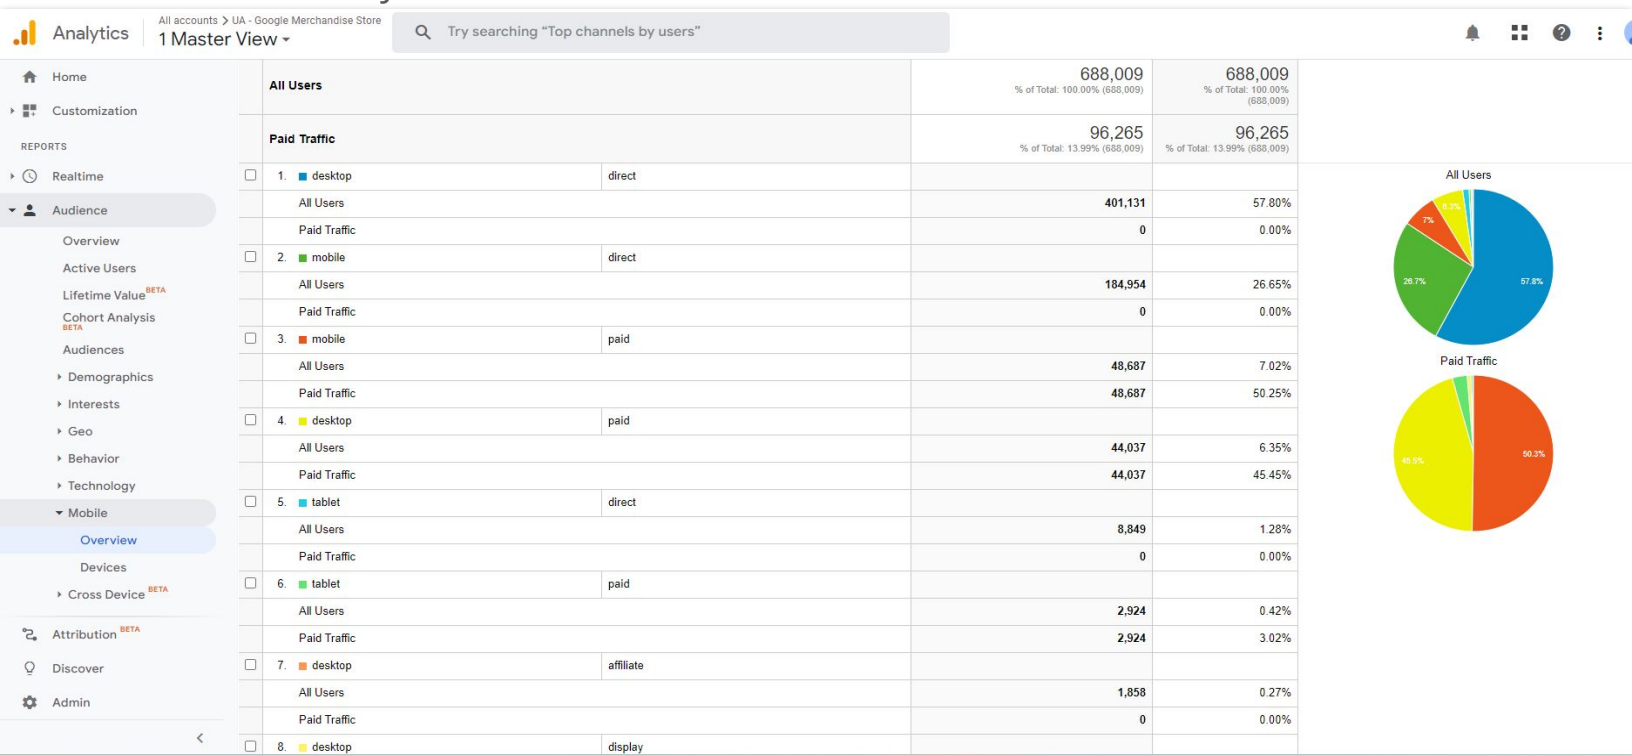 All accounts > UA - Google Merchandise Store
Analytics
1 Master View
Try searching “Top channels by users”
Home
Customization
REPORTS
Realtime
Audience
Overview
Active Users
Lifetime Value BETA
Cohort Analysis
BETA
Audiences
Demographics
Interests
Geo
Behavior
Technology
Mobile
Overview
Devices
Cross Device BETA
Attribution BETA
Discover
Admin
All Users
688,009
% of Total: 100.00% (688,009)
688,009
% of Total: 100.00%
(688,009)
Paid Traffic
96,265
% of Total: 13.99% (688,009)
96,265
% of Total: 13.99% (688,009)
1. desktop direct
All Users 401,131 57.80%
Paid Traffic 0 0.00%
2. mobile direct
All Users 184,954 26.65%
Paid Traffic 0 0.00%
3. mobile paid
All Users 48,687 7.02%
Paid Traffic 48,687 50.25%
4. desktop paid
All Users 44,037 6.35%
Paid Traffic 44,037 45.45%
5. tablet direct
All Users 8,849 1.28%
Paid Traffic 0 0.00%
6. tablet paid
All Users 2,924 0.42%
Paid Traffic 2,924 3.02%
7. desktop affiliate
All Users 1,858 0.27%
Paid Traffic 0 0.00%
8. desktop display
All Users
7%
26.7%
57.8%
Paid Traffic
50.3%